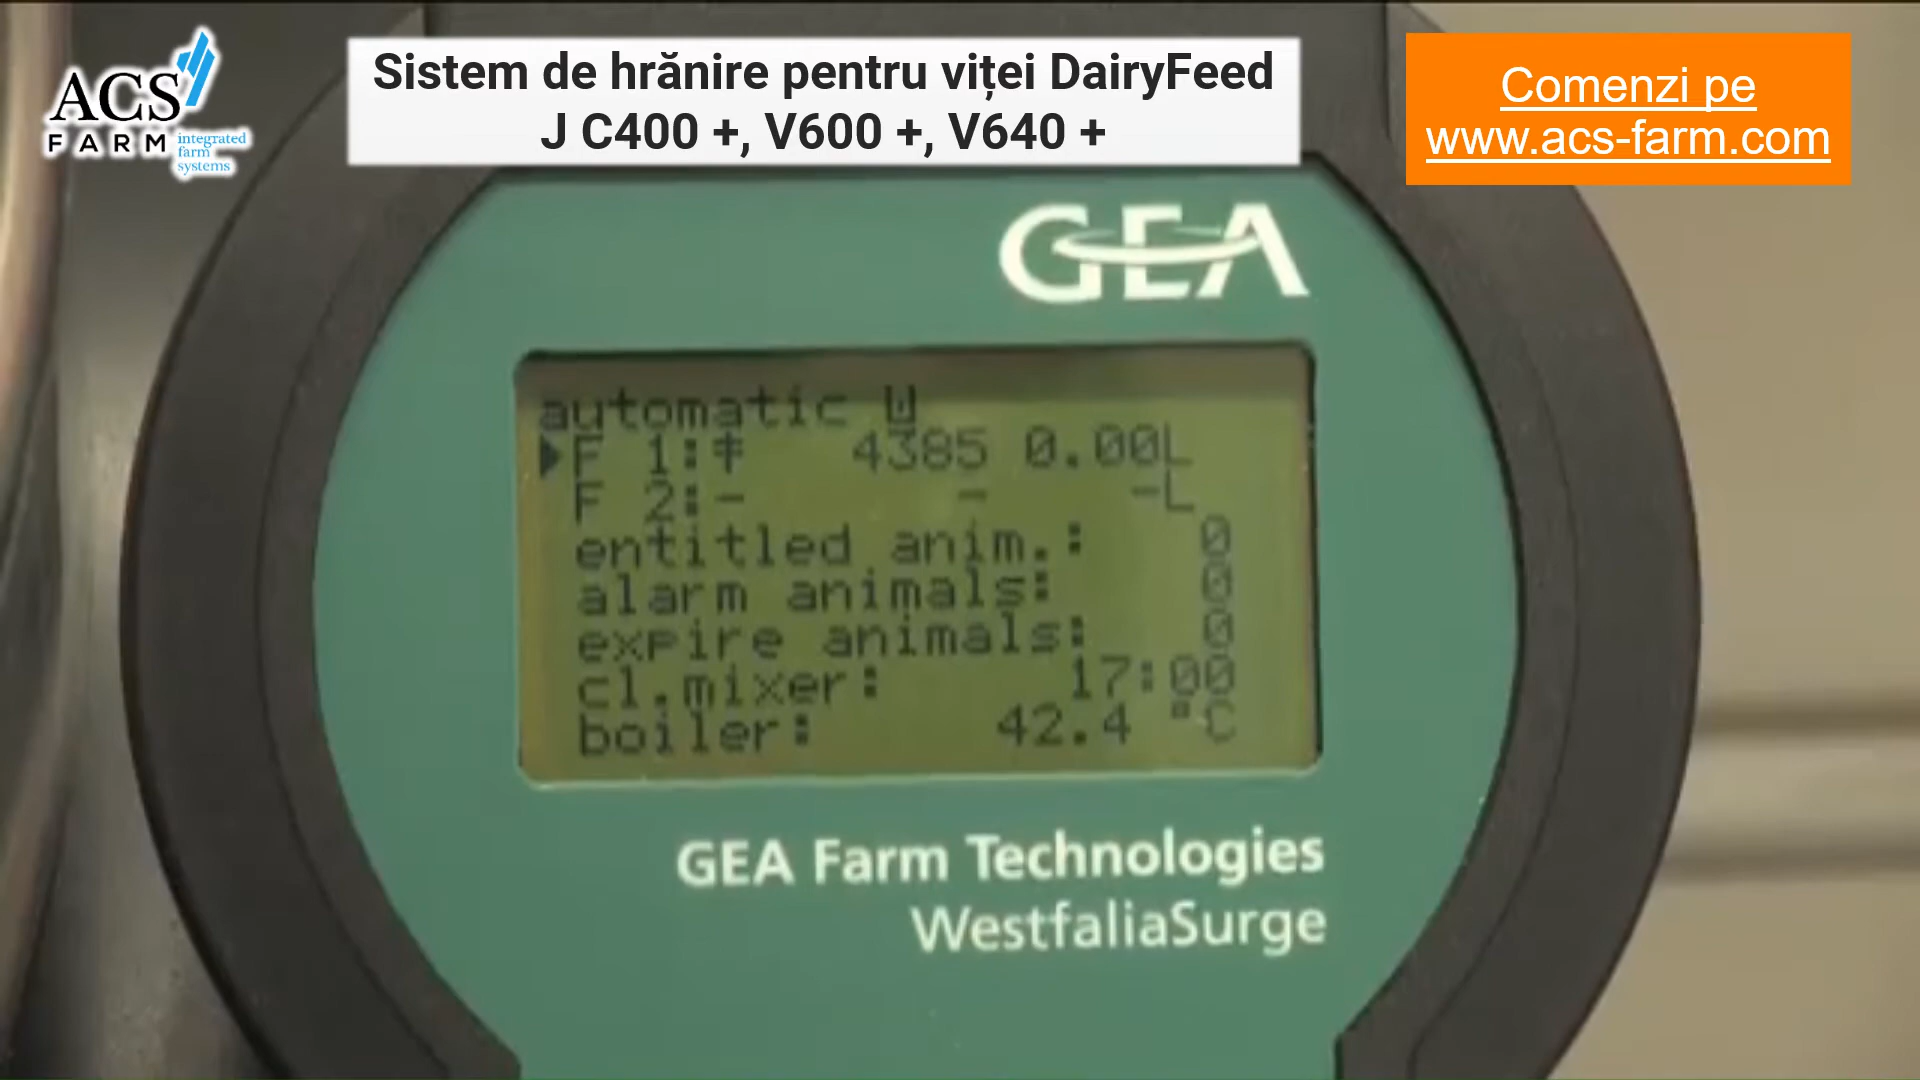 ACS
FARM
integrated
farm
systems
Sistem de hrănire pentru viței DairyFeed
J C400 +, V600 +, V640 +
Comenzi pe
www.acs-farm.com
GEA
automatic
F 1:‡ 4385 0.00L
F 2:- - -L
entitled anim.: 0
alarm animals: 0
expire animals: 0
cl.mixer: 17:00
boiler: 42.4 °C
GEA Farm Technologies
WestfaliaSurge